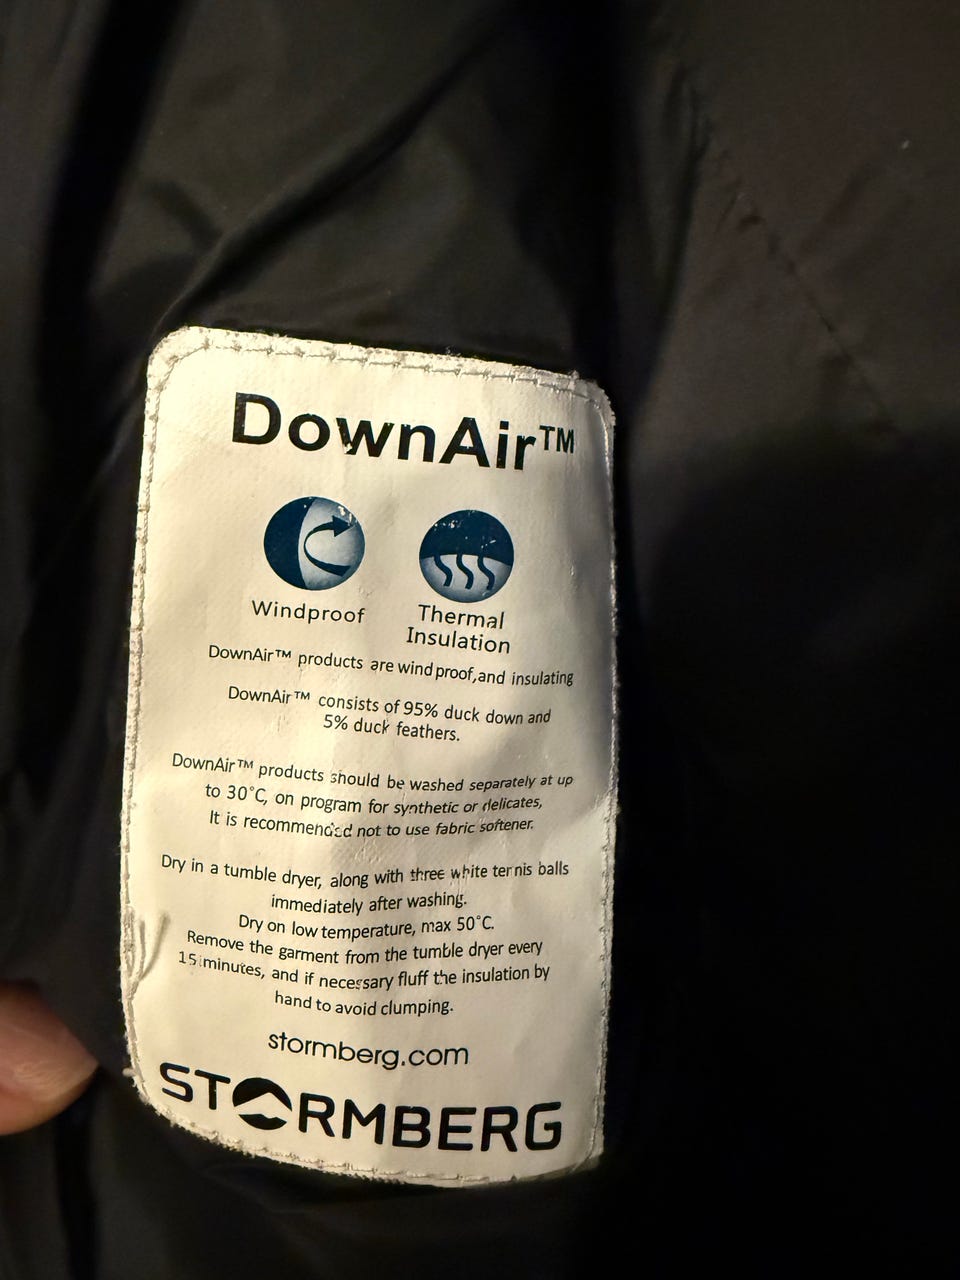 DownAir™
Windproof
Thermal
Insulation
DownAir™ products are windproof,and insulating
DownAir™ consists of 95% duck down and
5% duck feathers.
DownAir™ products should be washed separately at up
to 30°C, on program for synthetic or delicates,
It is recommended not to use fabric softener.
Dry in a tumble dryer, along with three white tennis balls
immediately after washing.
Dry on low temperature, max 50°C.
Remove the garment from the tumble dryer every
15 minutes, and if necessary fluff the insulation by
hand to avoid clumping.
stormberg.com
STORMBERG